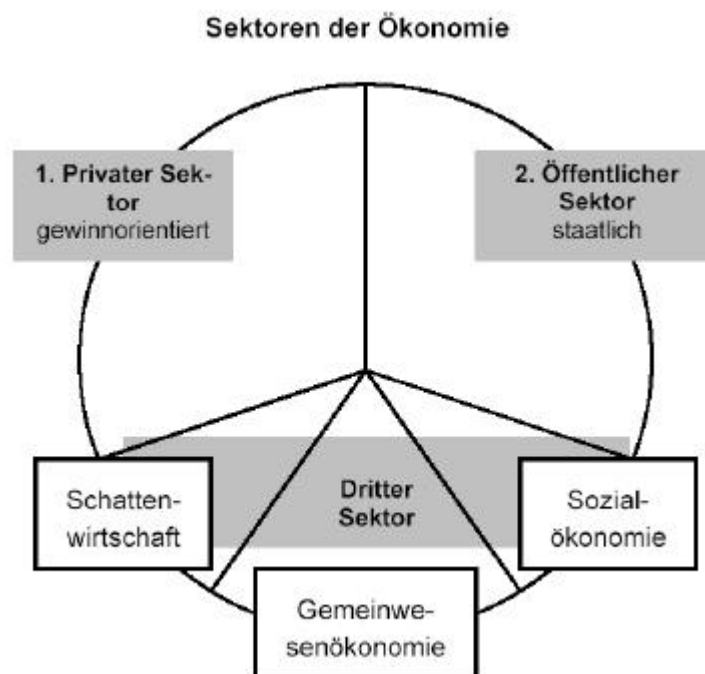 Sektoren der Ökonomie
1. Privater Sek-
tor
gewinnorientiert
2. Öffentlicher
Sektor
staatlich
Dritter
Sektor
Schatten-
wirtschaft
Sozial-
ökonomie
Gemeinwe-
senökonomie